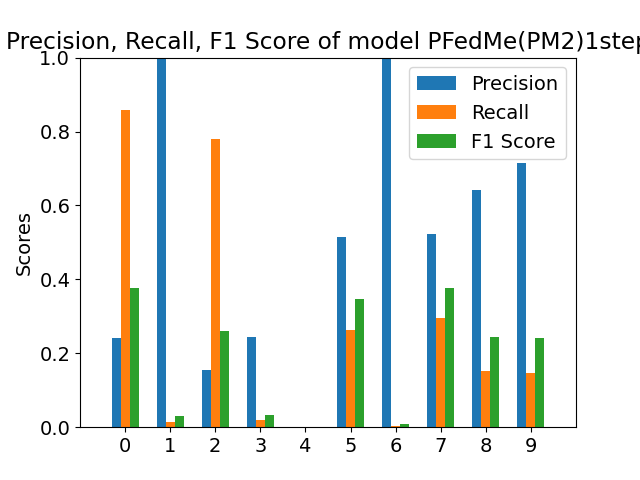 Precision, Recall, F1 Score of model PFedMe(PM2)1step
1.0
0.8
0.6
0.4
0.2
0.0
Scores
Precision
Recall
F1 Score
0 1 2 3 4 5 6 7 8 9